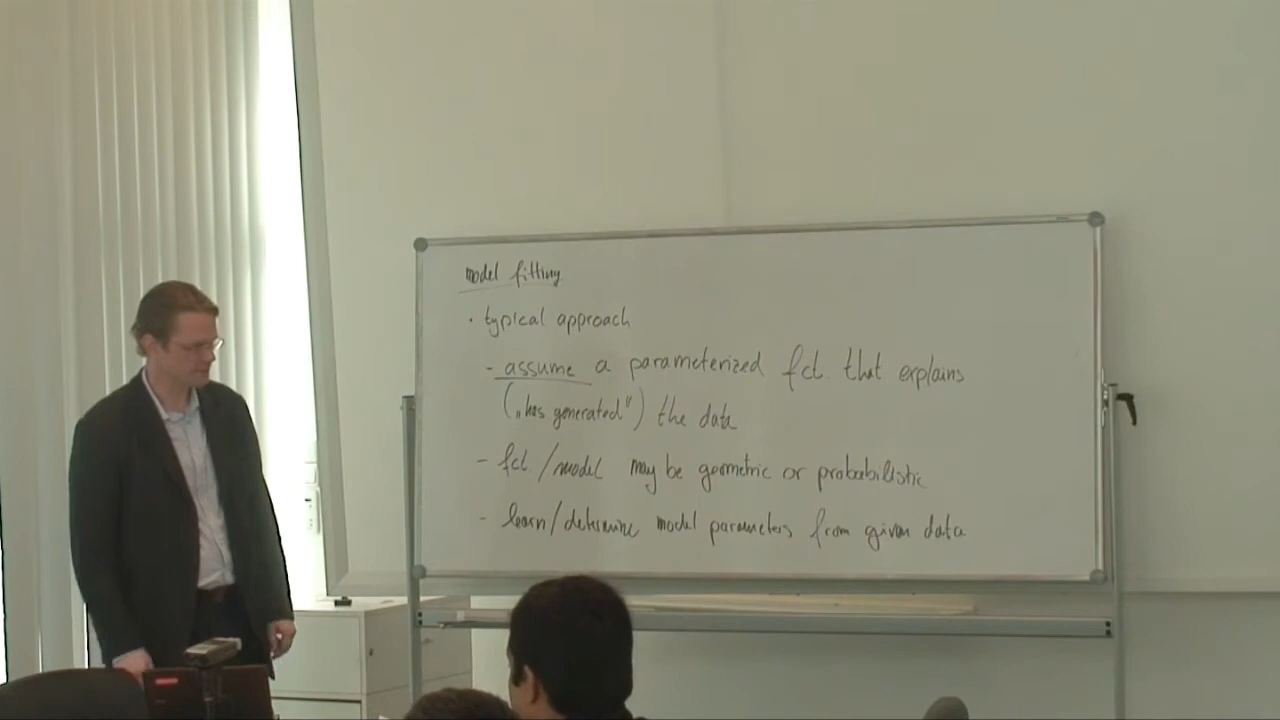 model fitting
• typical approach
- assume a parameterized fct. that explains
(„has generated") the data
- fct/model may be geometric or probabilistic
- learn/determine model parameters from given data